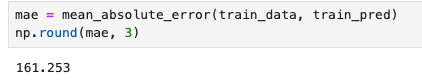 mae = mean_absolute_error(train_data, train_pred)
np.round(mae, 3)
161.253